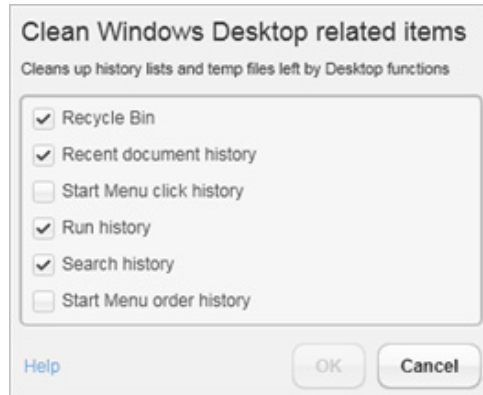 Clean Windows Desktop related items
Cleans up history lists and temp files left by Desktop functions
Recycle Bin
Recent document history
Start Menu click history
Run history
Search history
Start Menu order history
Help OK Cancel